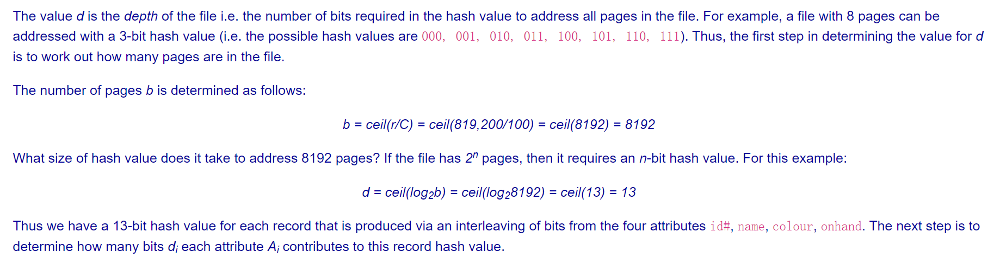 The value d is the depth of the file i.e. the number of bits required in the hash value to address all pages in the file. For example, a file with 8 pages can be
addressed with a 3-bit hash value (i.e. the possible hash values are 000, 001, 010, 011, 100, 101, 110, 111). Thus, the first step in determining the value for d
is to work out how many pages are in the file.
The number of pages b is determined as follows:
b = ceil(r/C) = ceil(819,200/100) = ceil(8192) = 8192
What size of hash value does it take to address 8192 pages? If the file has 2ⁿ pages, then it requires an n-bit hash value. For this example:
d = ceil(log₂b) = ceil(log₂8192) = ceil(13) = 13
Thus we have a 13-bit hash value for each record that is produced via an interleaving of bits from the four attributes id#, name, colour, onhand. The next step is to
determine how many bits dᵢ each attribute Aᵢ contributes to this record hash value.